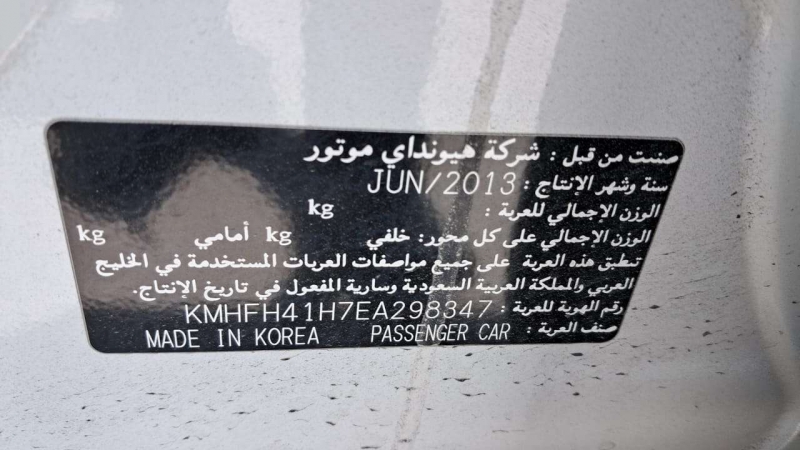 صنعت من قبل : شركة هيونداي موتور
سنة وشهر الانتاج : JUN/2013
الوزن الإجمالي للعربة : kg
الوزن الإجمالي على كل محور: خلفي kg أمامي kg
تنطبق هذه العربة على جميع مواصفات العربات المستخدمة في الخليج
العربي والمملكة العربية السعودية وسارية المفعول في تاريخ الإنتاج.
رقم الهوية للعربة : KMHFH41H7EA298347
صنف العربة : PASSENGER CAR MADE IN KOREA